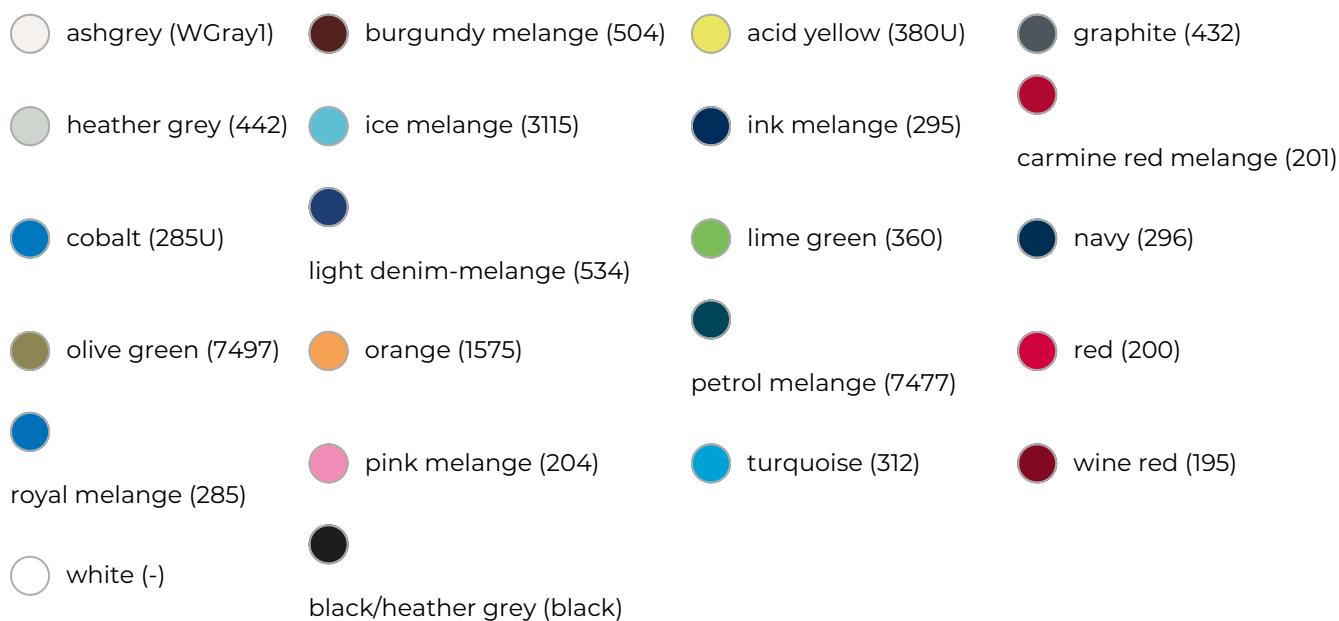 ashgrey (WGray1)
burgundy melange (504)
acid yellow (380U)
graphite (432)
heather grey (442)
ice melange (3115)
ink melange (295)
carmine red melange (201)
cobalt (285U)
light denim-melange (534)
lime green (360)
navy (296)
olive green (7497)
orange (1575)
petrol melange (7477)
red (200)
royal melange (285)
pink melange (204)
turquoise (312)
wine red (195)
white (-)
black/heather grey (black)